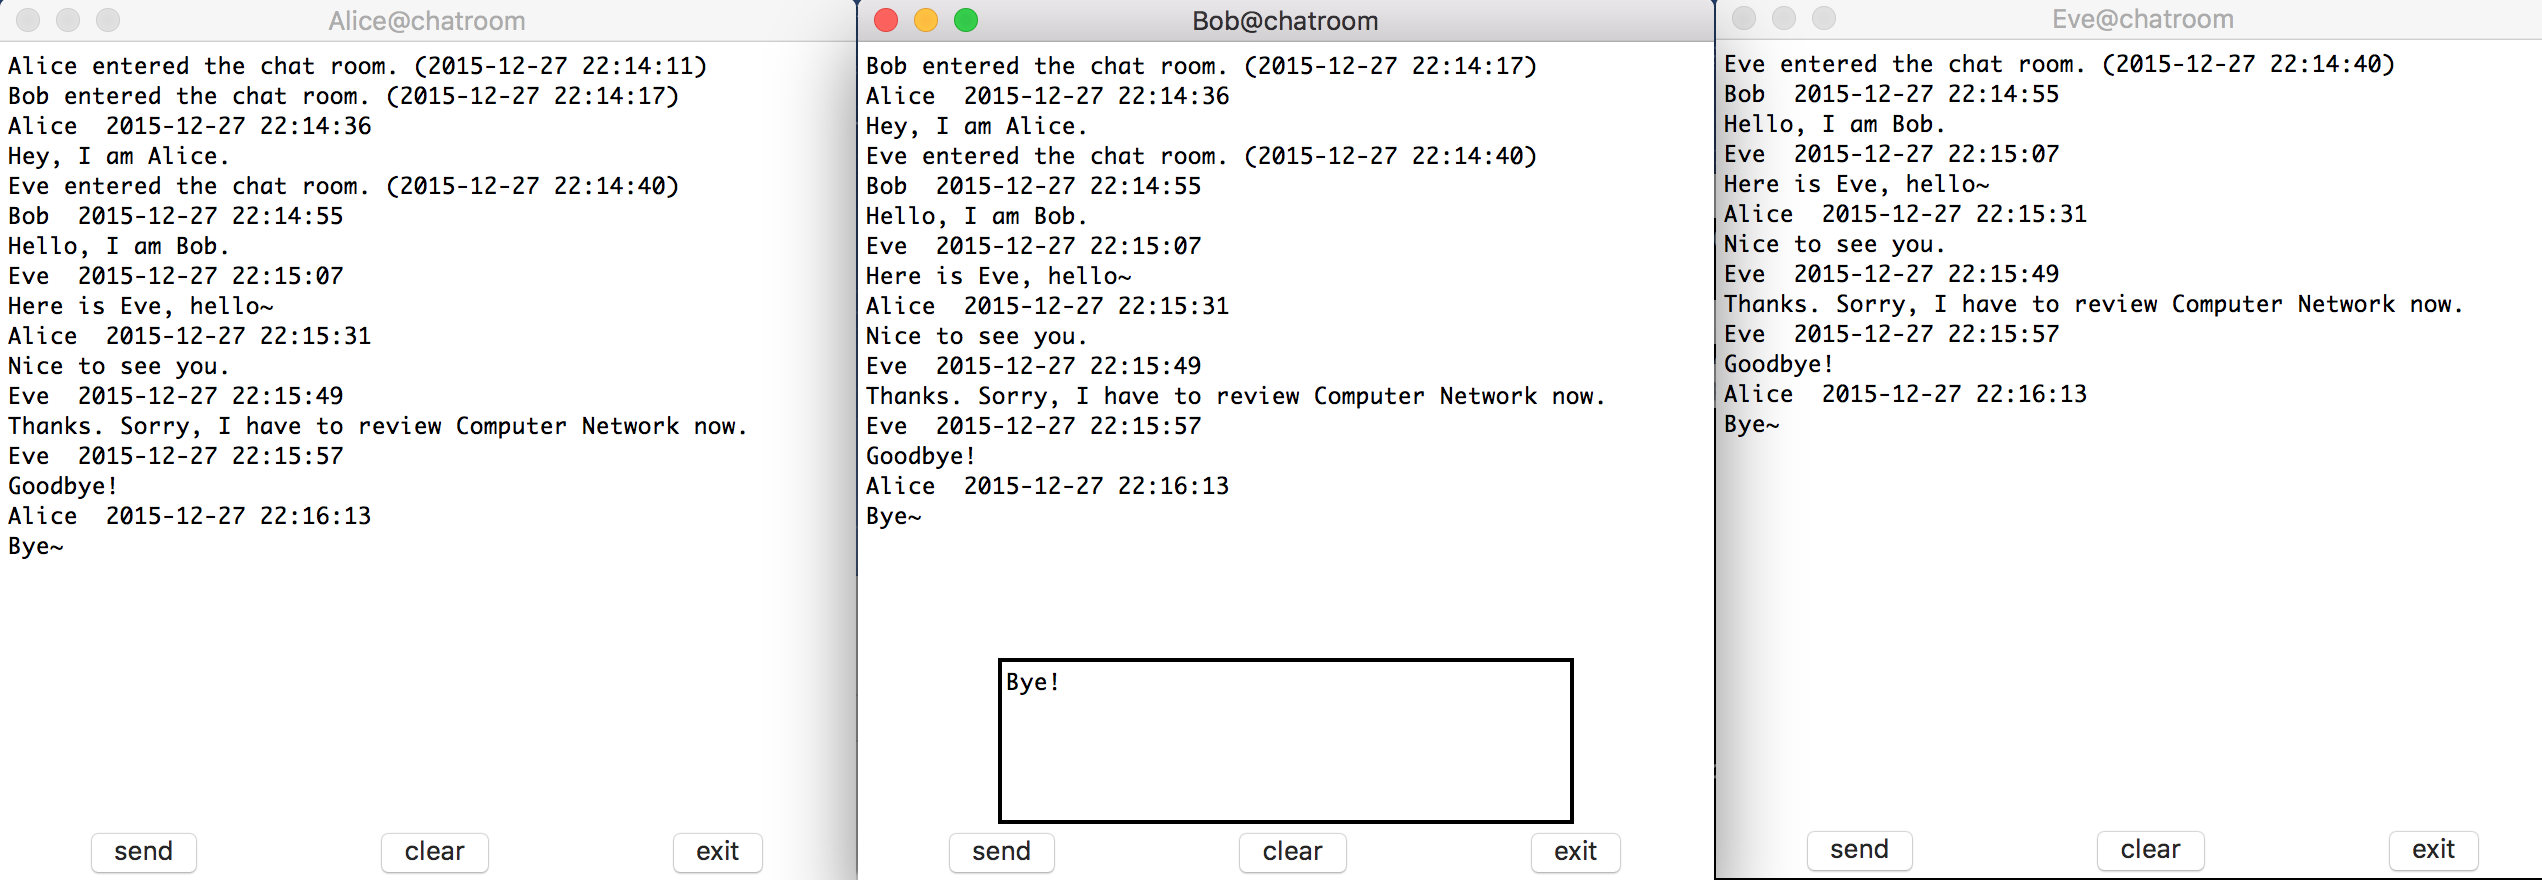 Alice@chatroom
Alice entered the chat room. (2015-12-27 22:14:11)
Bob entered the chat room. (2015-12-27 22:14:17)
Alice  2015-12-27 22:14:36
Hey, I am Alice.
Eve entered the chat room. (2015-12-27 22:14:40)
Bob  2015-12-27 22:14:55
Hello, I am Bob.
Eve  2015-12-27 22:15:07
Here is Eve, hello~
Alice  2015-12-27 22:15:31
Nice to see you.
Eve  2015-12-27 22:15:49
Thanks. Sorry, I have to review Computer Network now.
Eve  2015-12-27 22:15:57
Goodbye!
Alice  2015-12-27 22:16:13
Bye~
send
clear
exit
Bob@chatroom
Bob entered the chat room. (2015-12-27 22:14:17)
Alice  2015-12-27 22:14:36
Hey, I am Alice.
Eve entered the chat room. (2015-12-27 22:14:40)
Bob  2015-12-27 22:14:55
Hello, I am Bob.
Eve  2015-12-27 22:15:07
Here is Eve, hello~
Alice  2015-12-27 22:15:31
Nice to see you.
Eve  2015-12-27 22:15:49
Thanks. Sorry, I have to review Computer Network now.
Eve  2015-12-27 22:15:57
Goodbye!
Alice  2015-12-27 22:16:13
Bye~
Bye!
send
clear
exit
Eve@chatroom
Eve entered the chat room. (2015-12-27 22:14:40)
Bob  2015-12-27 22:14:55
Hello, I am Bob.
Eve  2015-12-27 22:15:07
Here is Eve, hello~
Alice  2015-12-27 22:15:31
Nice to see you.
Eve  2015-12-27 22:15:49
Thanks. Sorry, I have to review Computer Network now.
Eve  2015-12-27 22:15:57
Goodbye!
Alice  2015-12-27 22:16:13
Bye~
send
clear
exit